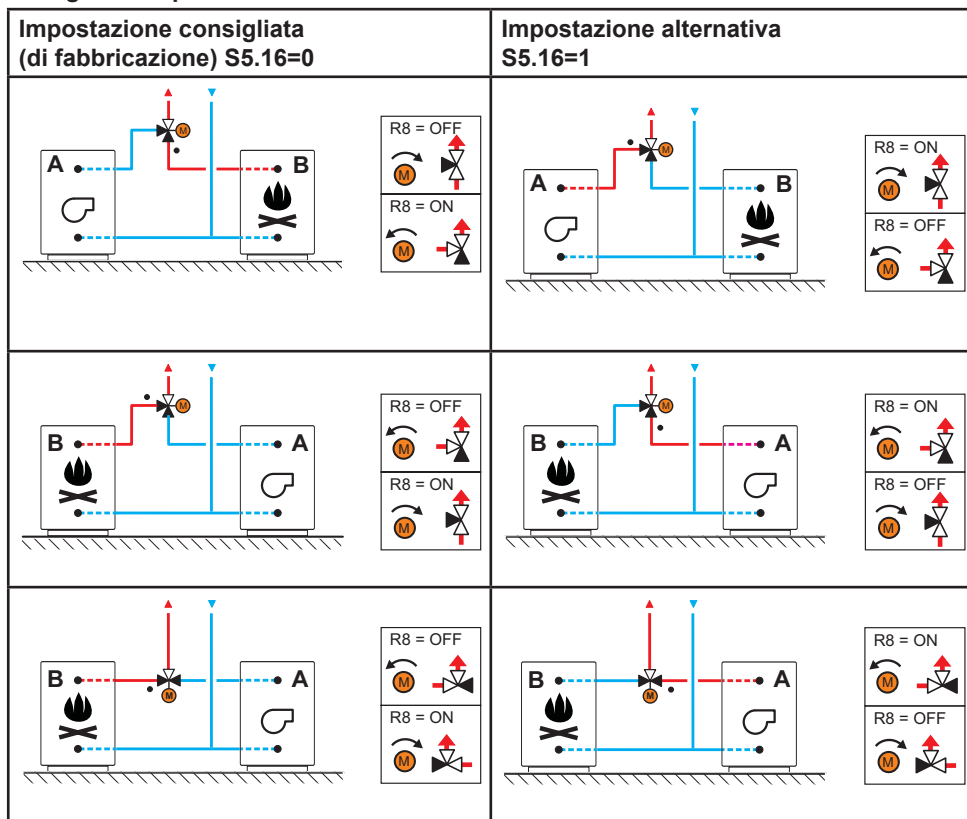 Impostazione consigliata
(di fabbricazione) S5.16=0
Impostazione alternativa
S5.16=1
A
M
B
R8 = OFF
M
R8 = ON
M
A
M
B
R8 = ON
M
R8 = OFF
M
B
M
A
R8 = OFF
M
R8 = ON
M
B
M
A
R8 = ON
M
R8 = OFF
M
B
M
A
R8 = OFF
M
R8 = ON
M
B
M
A
R8 = ON
M
R8 = OFF
M